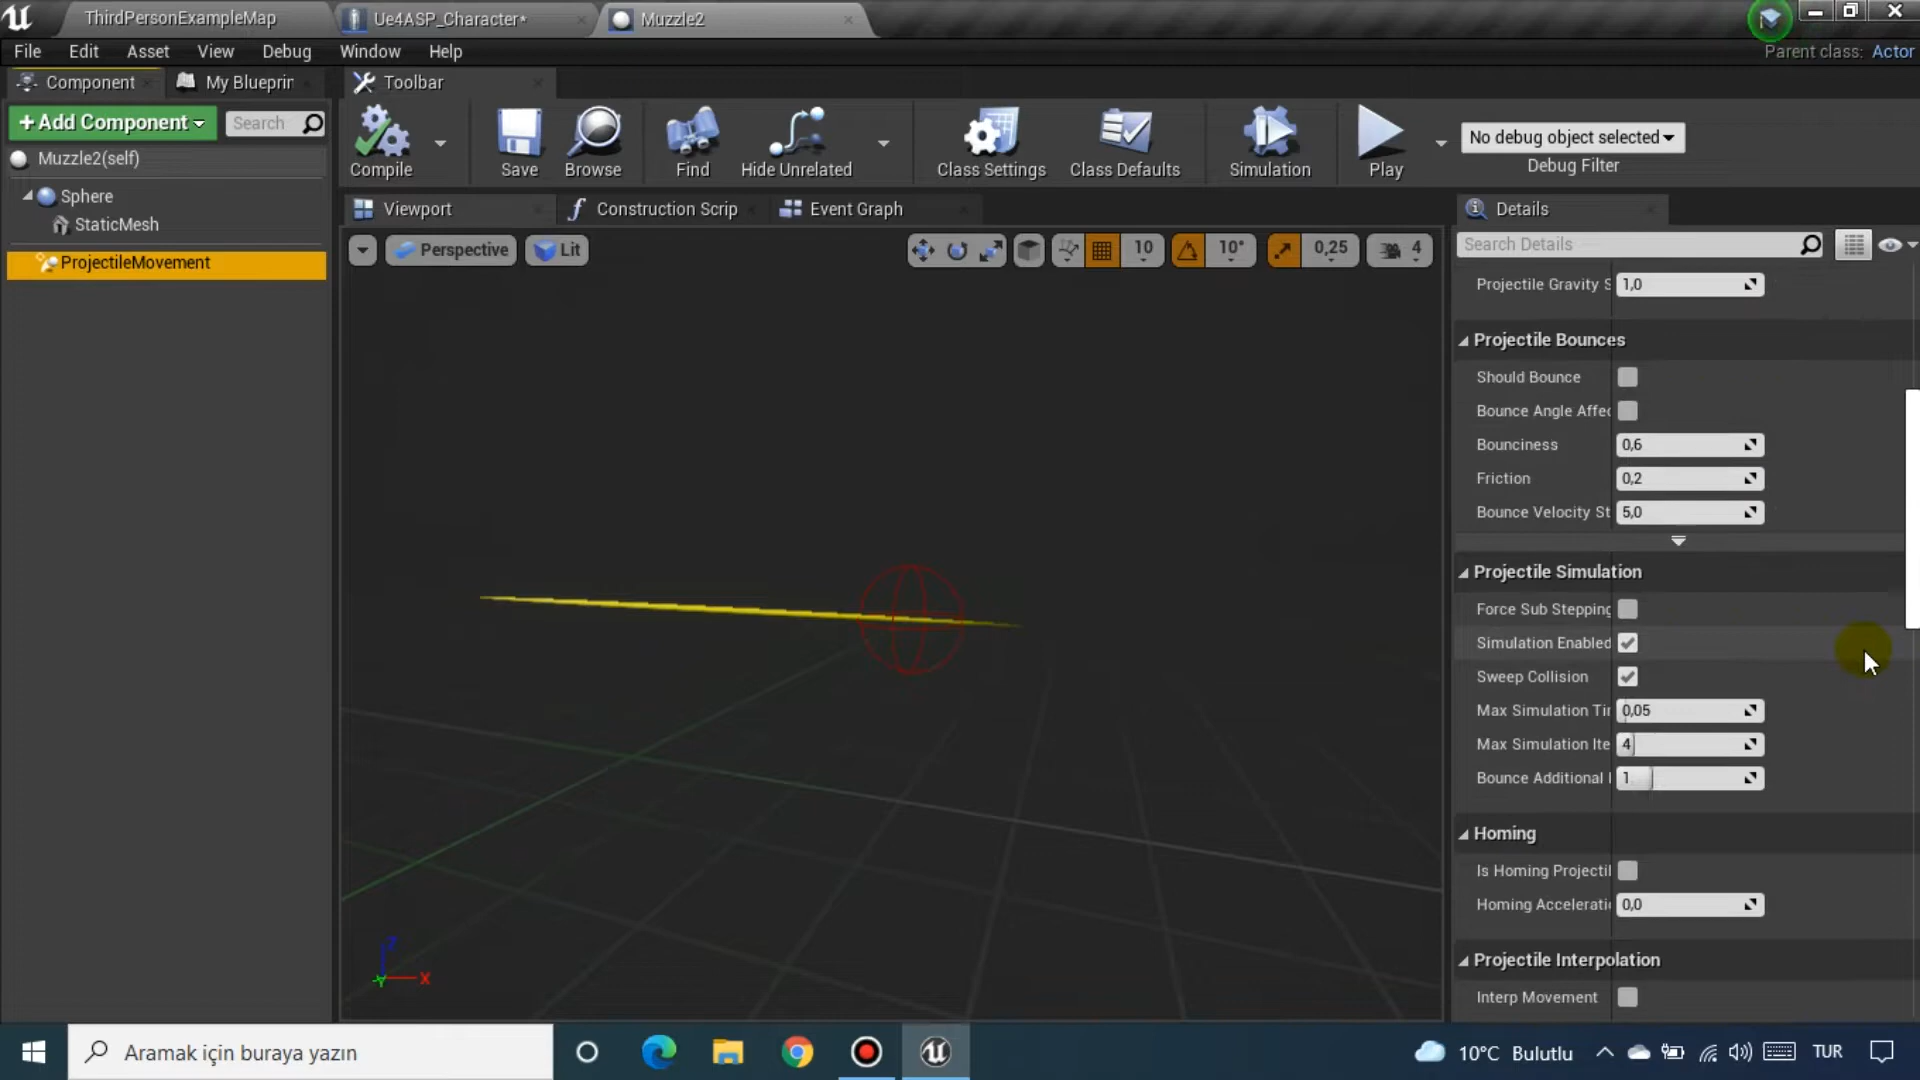 ThirdPersonExampleMap
Ue4ASP_Character*
Muzzle2
File Edit Asset View Debug Window Help
Parent class: Actor
Component
My Blueprin
Toolbar
+Add Component
Search
Compile
Save
Browse
Find
Hide Unrelated
Class Settings
Class Defaults
Simulation
Play
No debug object selected
Debug Filter
Muzzle2(self)
Sphere
StaticMesh
ProjectileMovement
Viewport
Construction Scrip
Event Graph
Details
Perspective
Lit
10
10°
0,25
4
Search Details
Projectile Gravity S 1,0
Projectile Bounces
Should Bounce
Bounce Angle Affec
Bounciness 0,6
Friction 0,2
Bounce Velocity St 5,0
Projectile Simulation
Force Sub Stepping
Simulation Enabled
Sweep Collision
Max Simulation Tir 0,05
Max Simulation Ite 4
Bounce Additional I 1
Homing
Is Homing Projectil
Homing Accelerati 0,0
Projectile Interpolation
Interp Movement
Z
Y
X
Aramak için buraya yazın
10°C Bulutlu
TUR